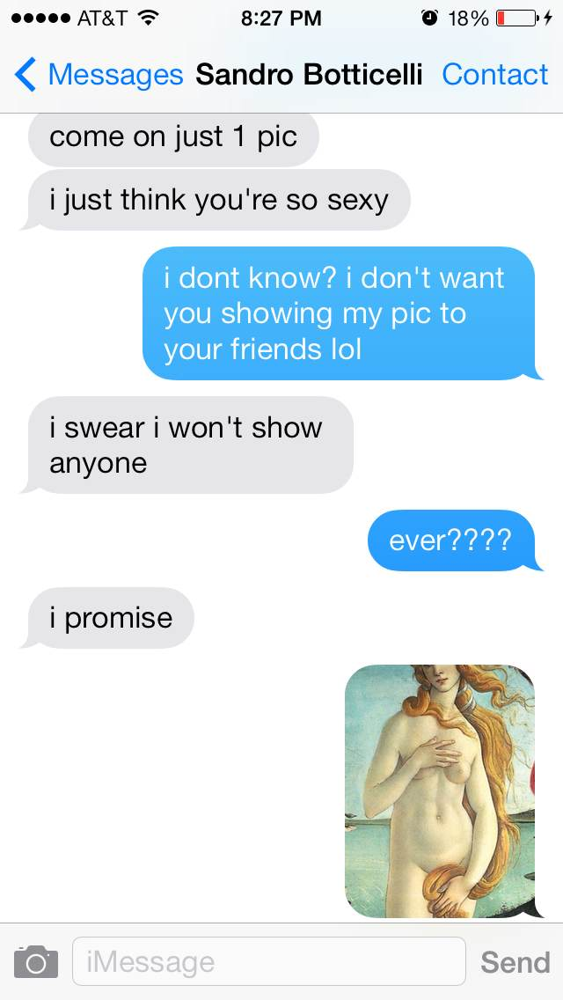 AT&T 8:27 PM 18%
Messages Sandro Botticelli Contact
come on just 1 pic
i just think you're so sexy
i dont know? i don't want
you showing my pic to
your friends lol
i swear i won't show
anyone
ever????
i promise
iMessage Send